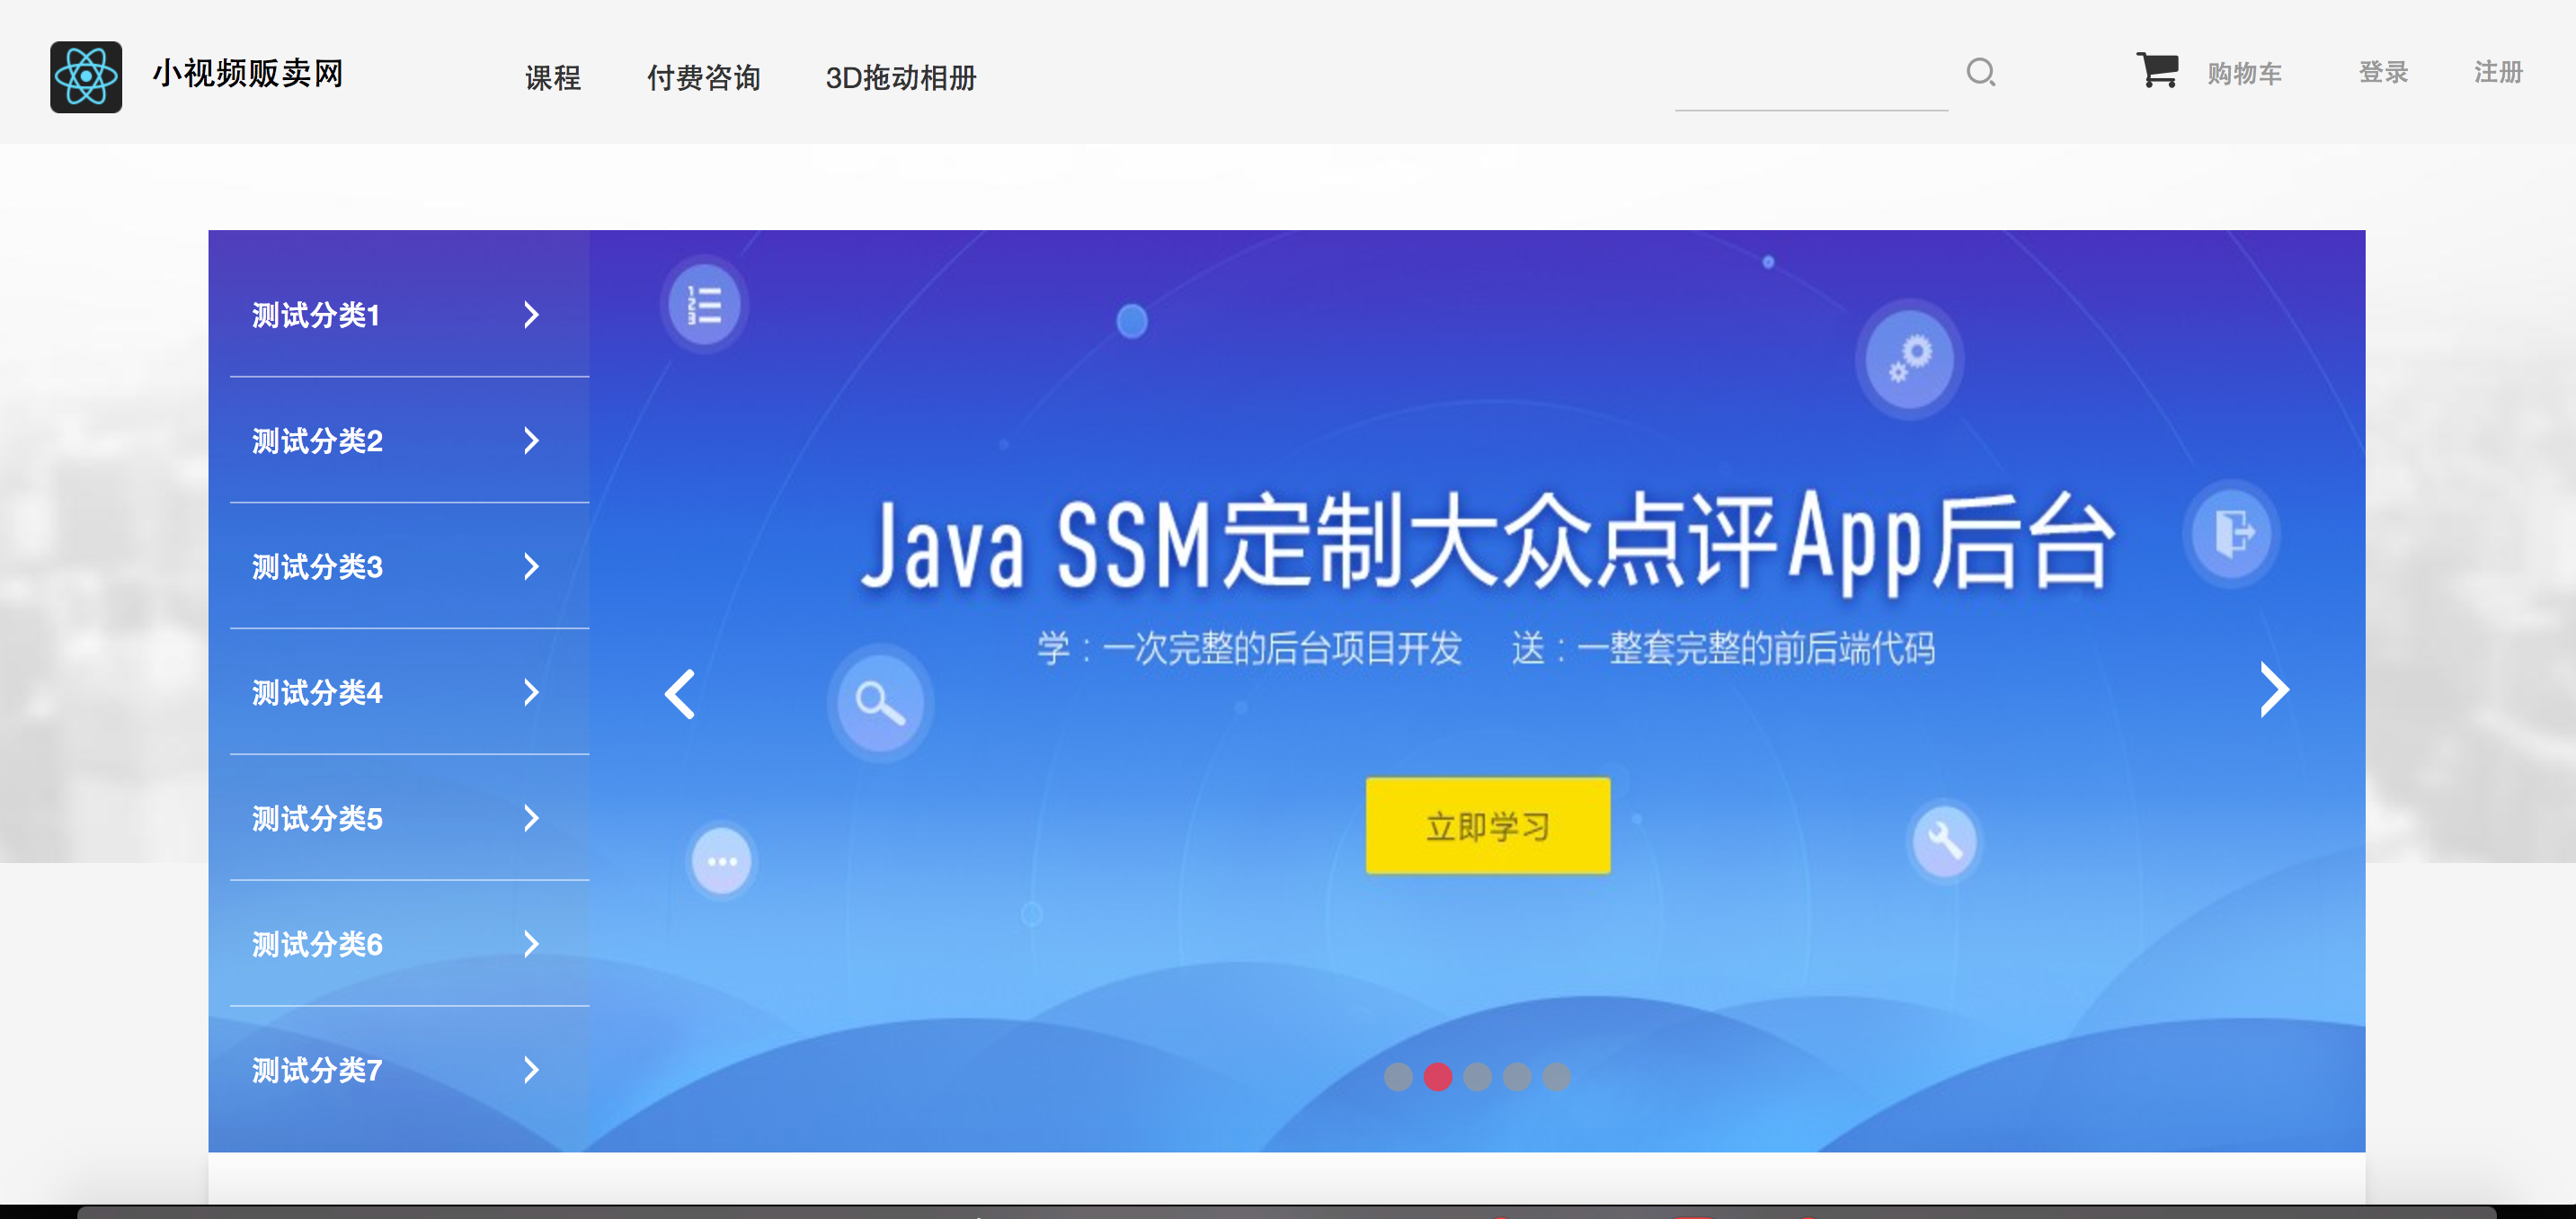 小视频贩卖网
课程 付费咨询 3D拖动相册
购物车 登录 注册
测试分类1
测试分类2
测试分类3
测试分类4
测试分类5
测试分类6
测试分类7
Java SSM定制大众点评App后台
学：一次完整的后台项目开发 送：一整套完整的前后端代码
立即学习